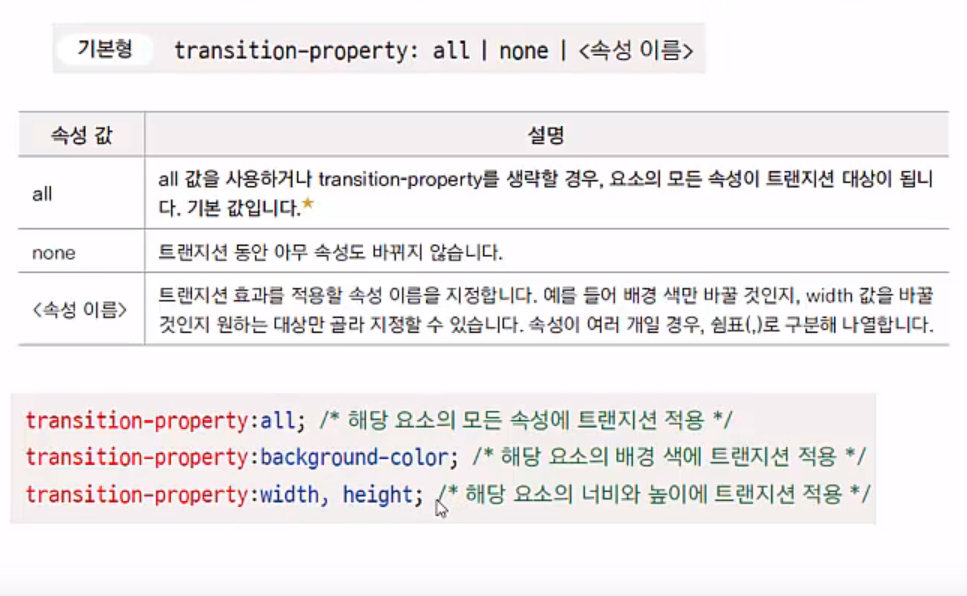 기본형 transition-property: all | none | <속성 이름>
속성 값 설명
all
all 값을 사용하거나 transition-property를 생략할 경우, 요소의 모든 속성이 트랜지션 대상이 됩니
다. 기본 값입니다.★
none 트랜지션 동안 아무 속성도 바뀌지 않습니다.
<속성 이름>
트랜지션 효과를 적용할 속성 이름을 지정합니다. 예를 들어 배경 색만 바꿀 것인지, width 값을 바꿀
것인지 원하는 대상만 골라 지정할 수 있습니다. 속성이 여러 개일 경우, 쉼표(,)로 구분해 나열합니다.
transition-property:all; /* 해당 요소의 모든 속성에 트랜지션 적용 */
transition-property:background-color; /* 해당 요소의 배경 색에 트랜지션 적용 */
transition-property:width, height; /* 해당 요소의 너비와 높이에 트랜지션 적용 */